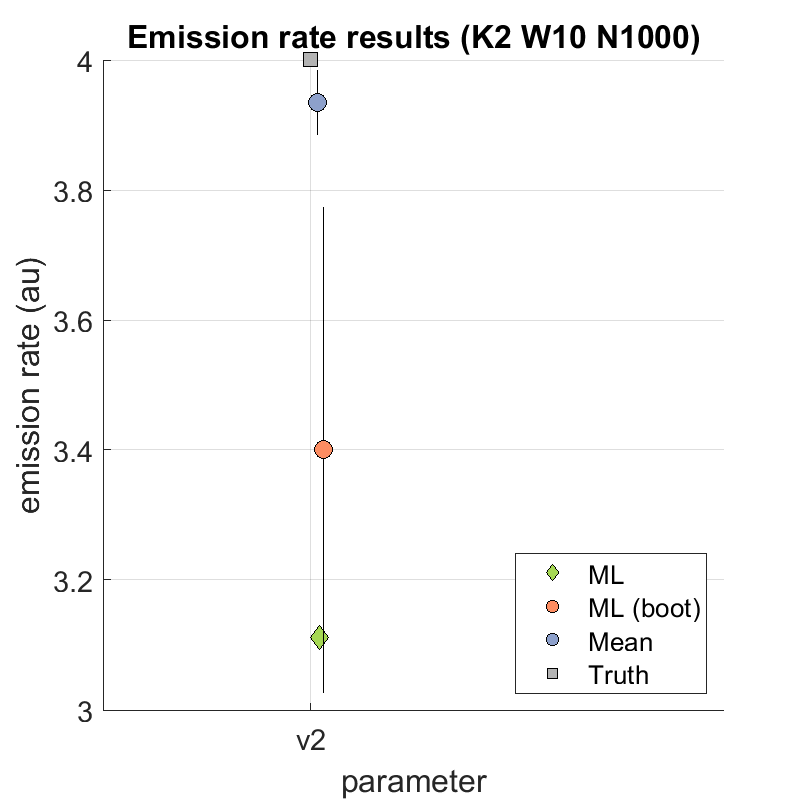 Emission rate results (K2 W10 N1000)
emission rate (au)
4
3.8
3.6
3.4
3.2
3
v2
parameter
ML
ML (boot)
Mean
Truth